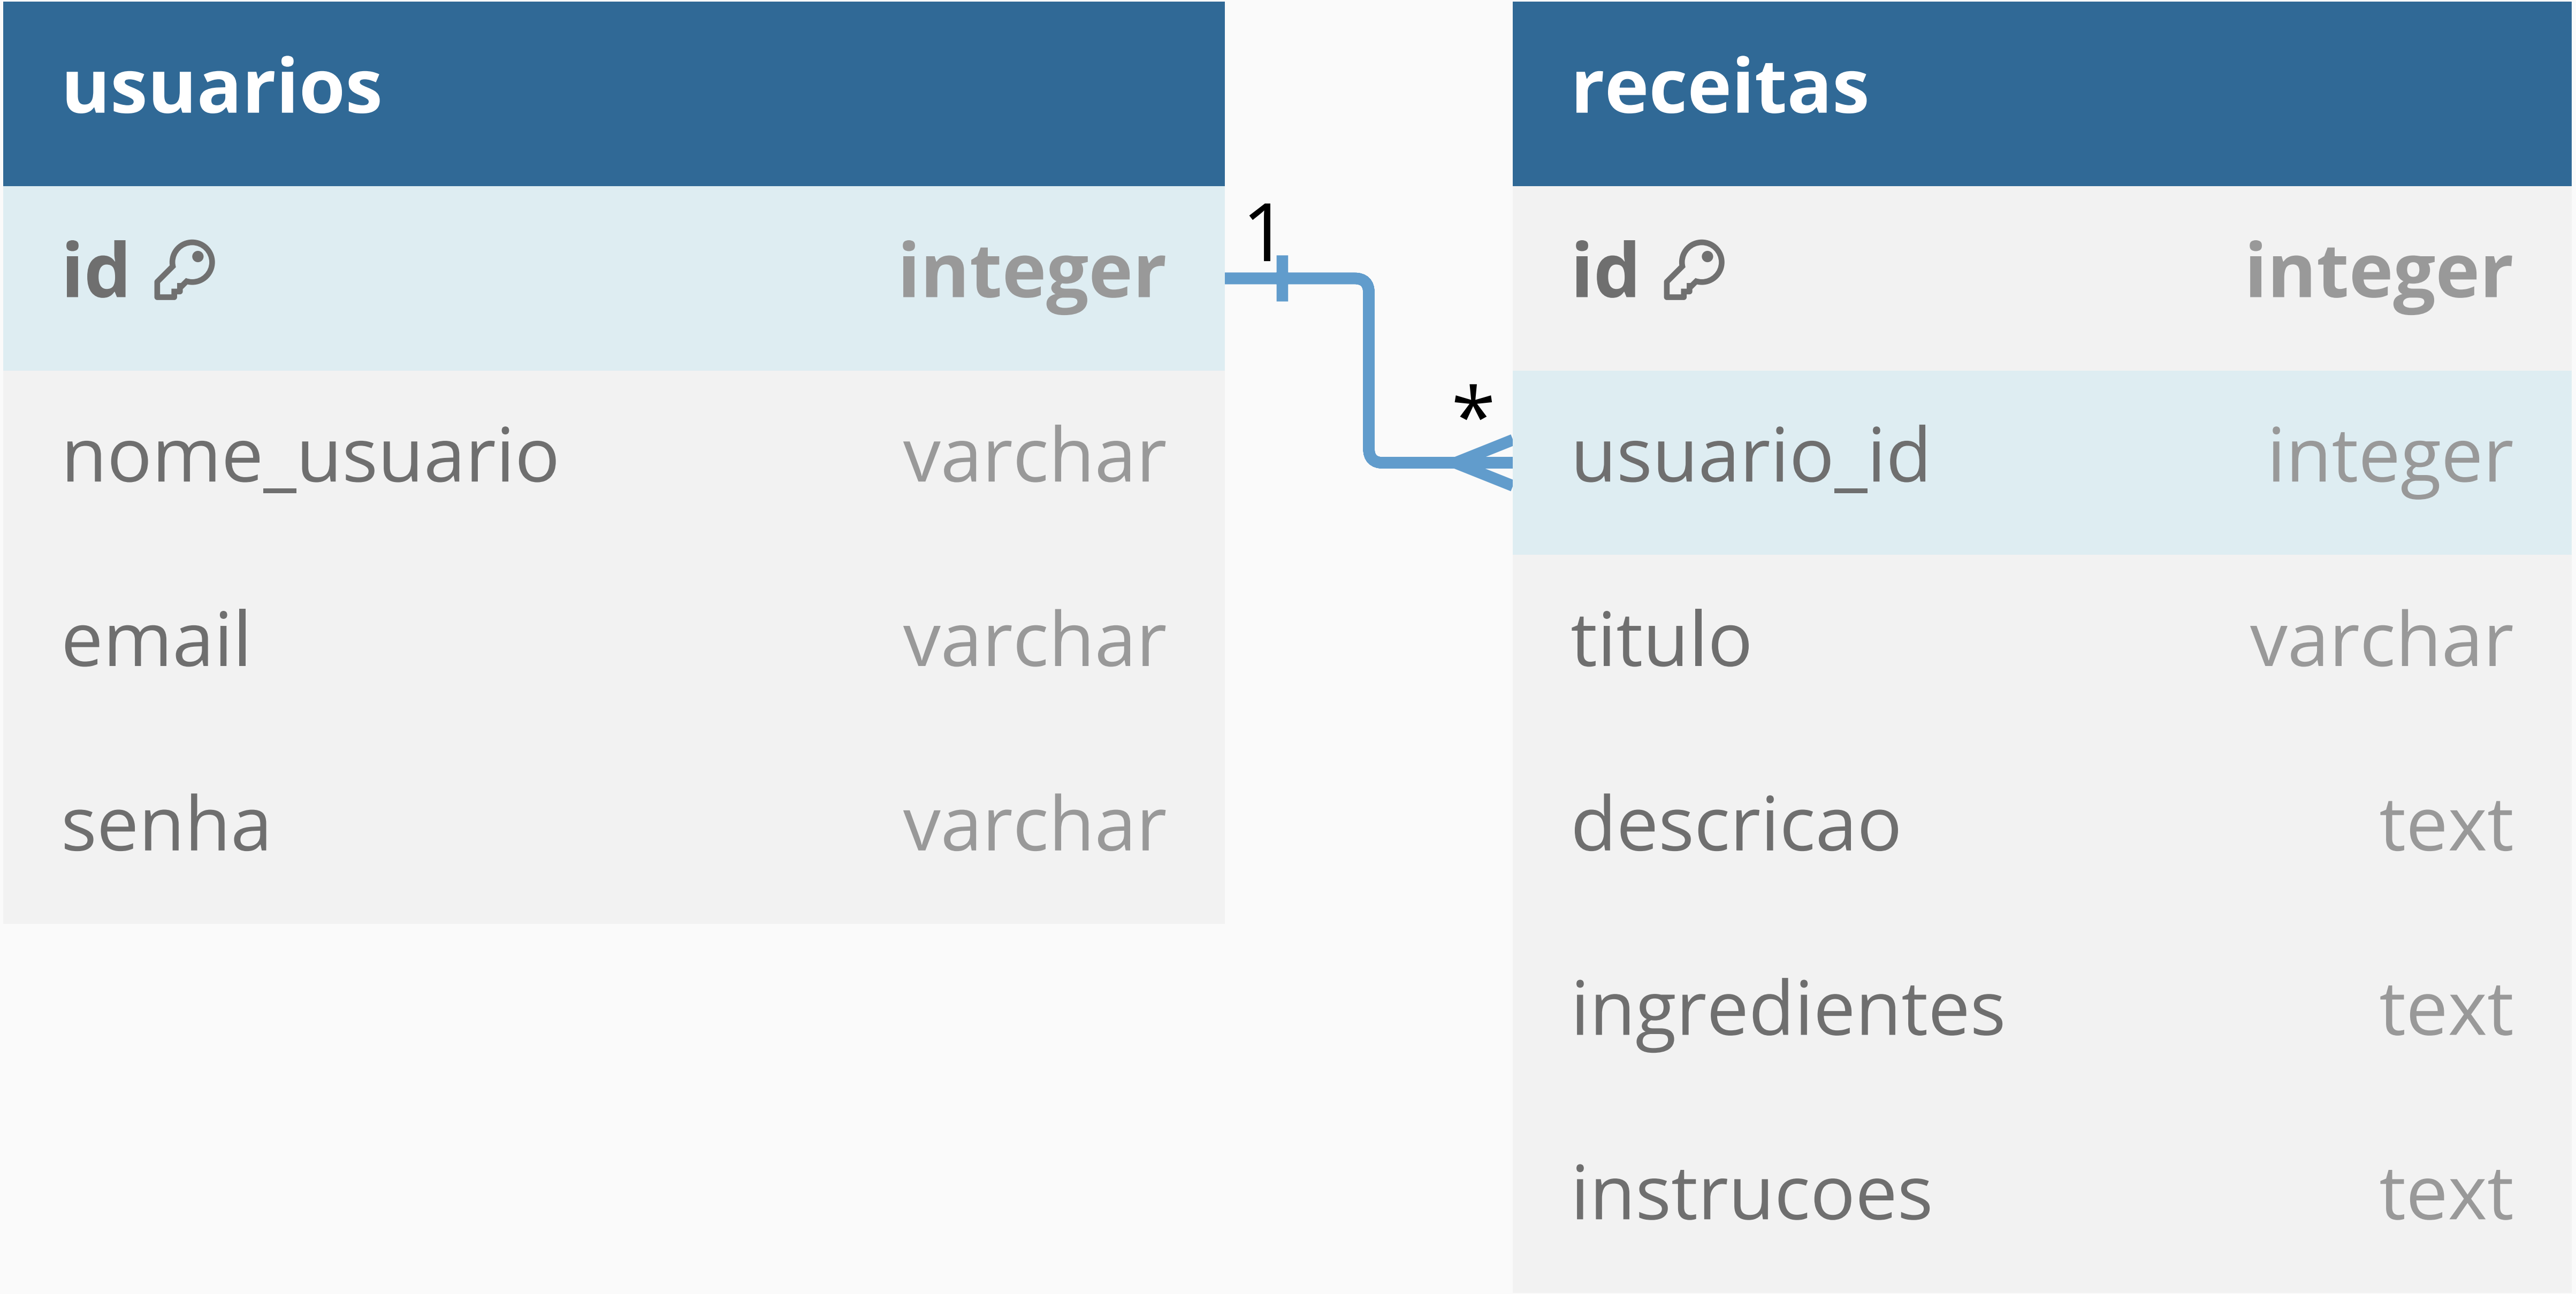 usuarios
id integer
nome_usuario varchar
email varchar
senha varchar
1
*
receitas
id integer
usuario_id integer
titulo varchar
descricao text
ingredientes text
instrucoes text